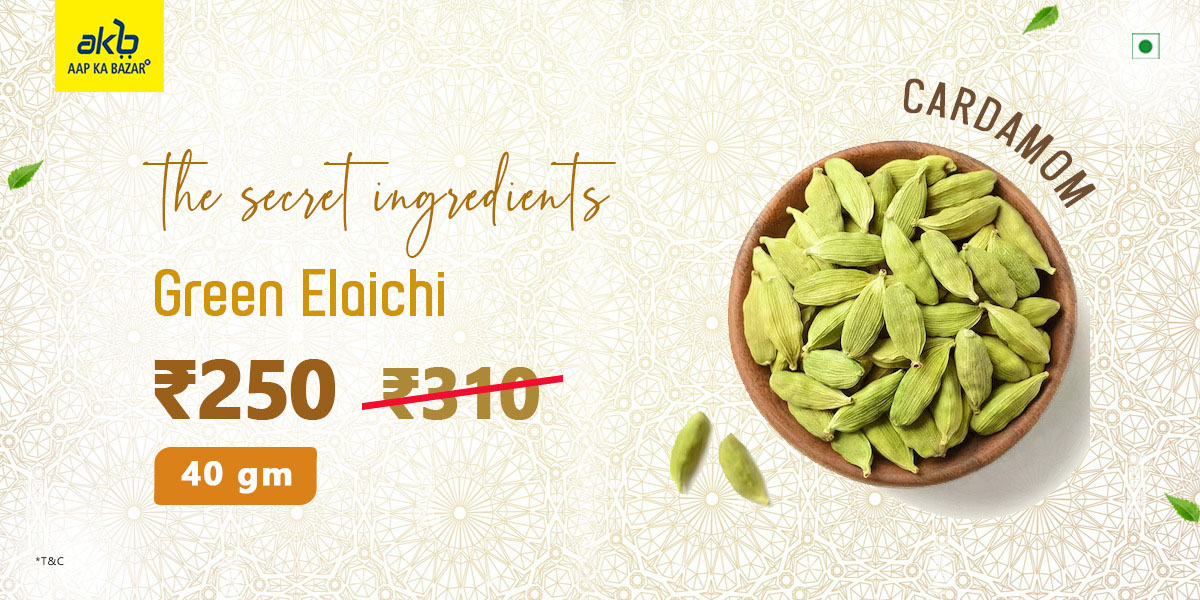 akb
AAP KA BAZAR
CARDAMOM
the secret ingredients
Green Elaichi
₹250 ₹310
40 gm
*T&C